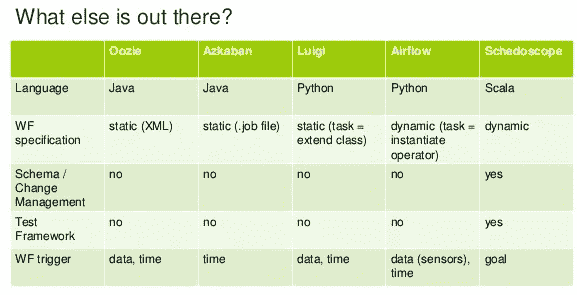 What else is out there?
Oozie Azkaban Luigi Airflow Schedoscope
Language Java Java Python Python Scala
WF specification static (XML) static (.job file) static (task = extend class) dynamic (task = instantiate operator) dynamic
Schema / Change Management no no no no yes
Test Framework no no no no yes
WF trigger data, time time data, time data (sensors), time goal